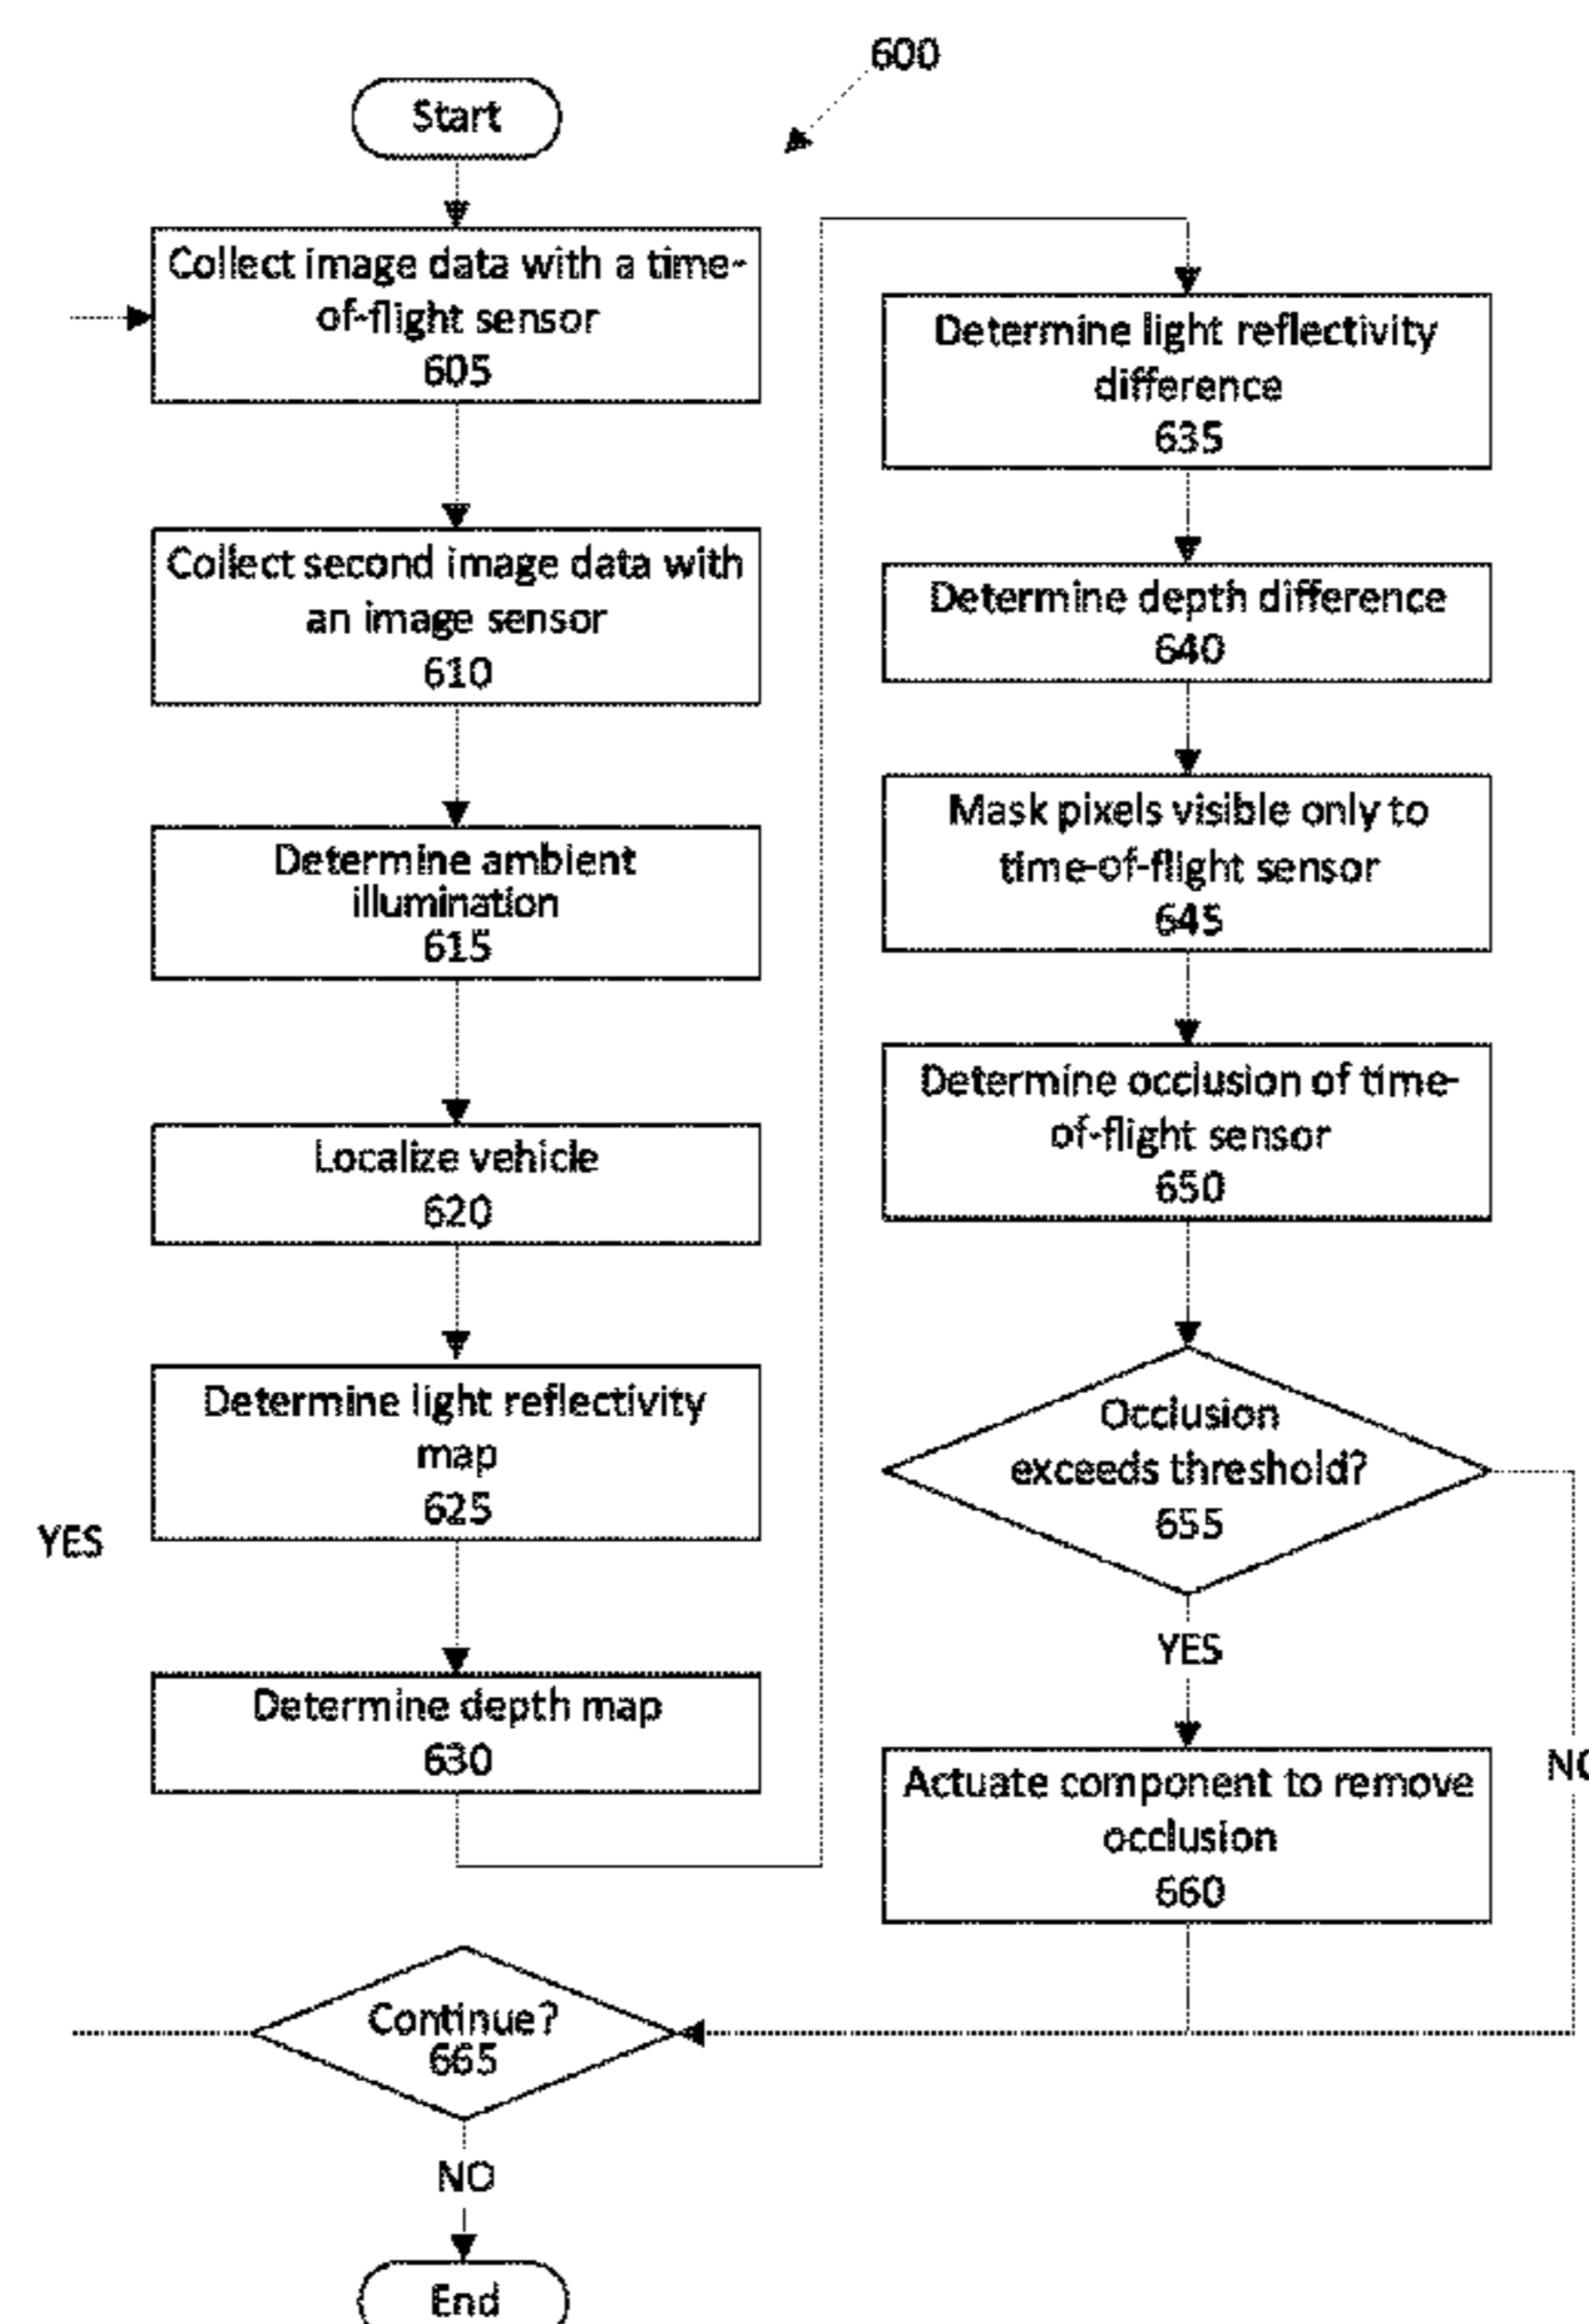 600
Start
Collect image data with a time-
of-flight sensor
605
Collect second image data with
an image sensor
610
Determine ambient
illumination
615
Localize vehicle
620
Determine light reflectivity
map
625
YES
Determine depth map
630
Determine light reflectivity
difference
635
Determine depth difference
640
Mask pixels visible only to
time-of-flight sensor
645
Determine occlusion of time-
of-flight sensor
650
Occlusion
exceeds threshold?
655
YES
NO
Actuate component to remove
occlusion
660
Continue?
665
NO
End